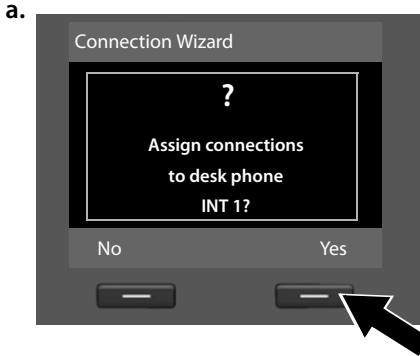 a.
Connection Wizard
?
Assign connections
to desk phone
INT 1?
No Yes